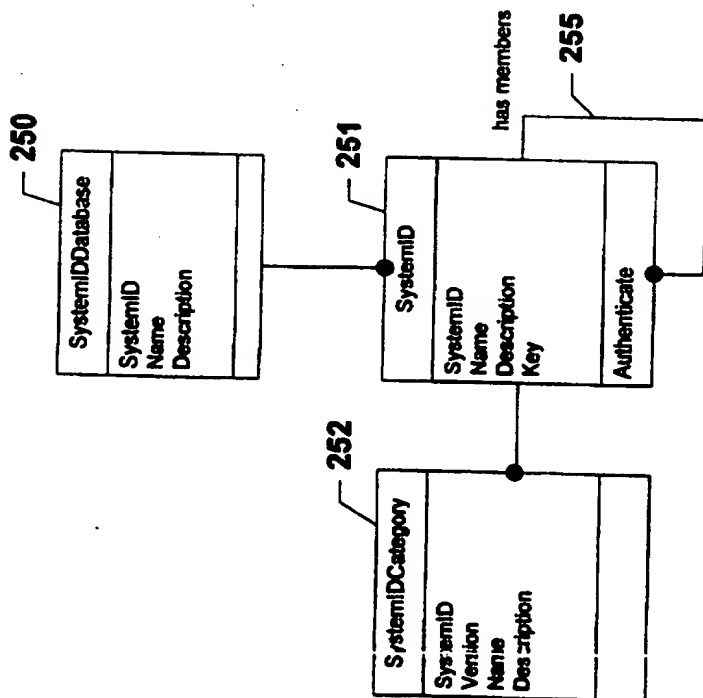 250
SystemIDDatabase
SystemID
Name
Description
251
SystemID
SystemID
Name
Description
Key
Authenticate
has members
255
252
SystemIDCategory
SystemID
Version
Name
Description